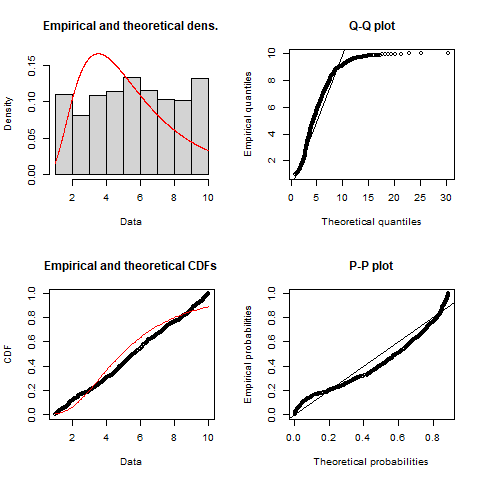 Empirical and theoretical dens.
Density
0.00 0.05 0.10 0.15
2 4 6 8 10
Data
Q-Q plot
Empirical quantiles
2 4 6 8 10
0 5 10 15 20 25 30
Theoretical quantiles
Empirical and theoretical CDFs
CDF
0.0 0.2 0.4 0.6 0.8 1.0
2 4 6 8 10
Data
P-P plot
Empirical probabilities
0.0 0.2 0.4 0.6 0.8 1.0
0.0 0.2 0.4 0.6 0.8
Theoretical probabilities